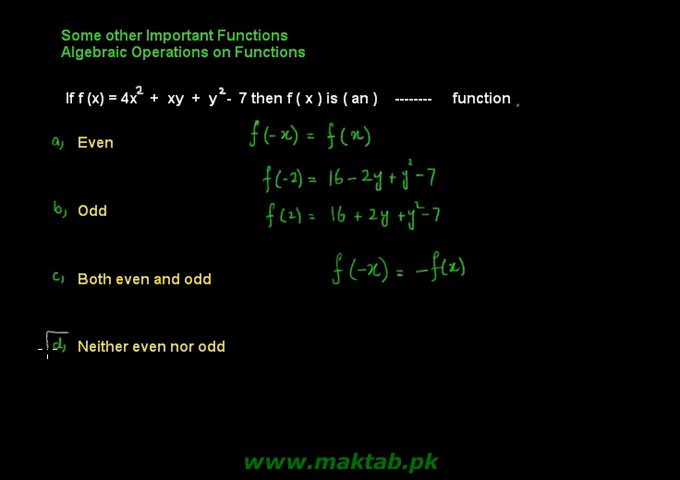 Some other Important Functions
Algebraic Operations on Functions
If f (x) = 4x² + xy + y² - 7 then f ( x ) is ( an ) -------- function .
a, Even
f(-x) = f(x)
f(-2) = 16 - 2y + y² - 7
b, Odd
f(2) = 16 + 2y + y² - 7
c, Both even and odd
f(-x) = -f(x)
d, Neither even nor odd
www.maktab.pk